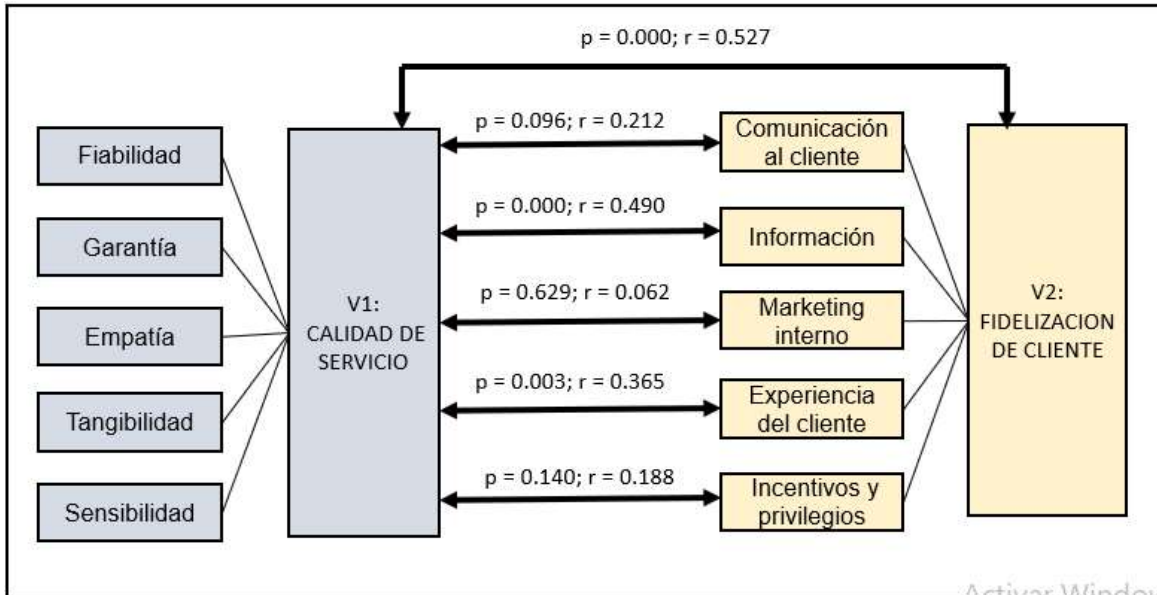 p = 0.000; r = 0.527
Fiabilidad
Garantía
Empatía
Tangibilidad
Sensibilidad
V1:
CALIDAD DE
SERVICIO
p = 0.096; r = 0.212
p = 0.000; r = 0.490
p = 0.629; r = 0.062
p = 0.003; r = 0.365
p = 0.140; r = 0.188
Comunicación
al cliente
Información
Marketing
interno
Experiencia
del cliente
Incentivos y
privilegios
V2:
FIDELIZACION
DE CLIENTE
Activar Window